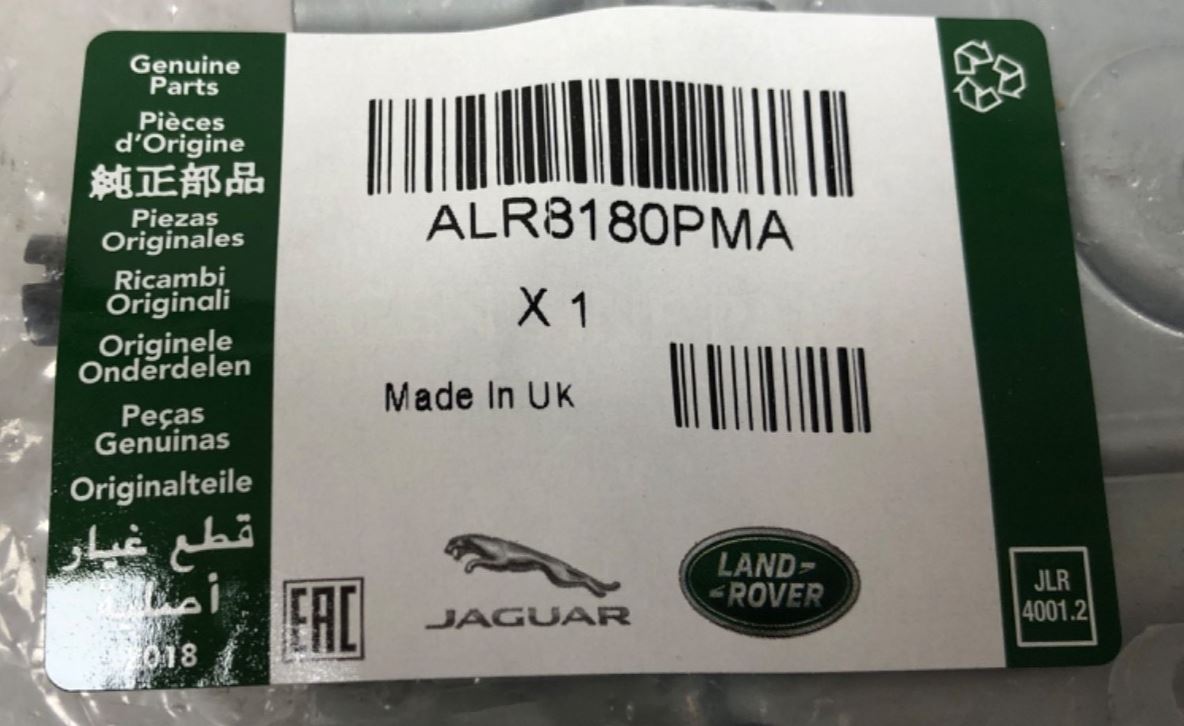 Genuine
Parts
Pièces
d'Origine
純正部品
Piezas
Originales
Ricambi
Originali
Originele
Onderdelen
Peças
Genuinas
Originalteile
قطع غيار
أصلية
2018
ALR8180PMA
X 1
Made In UK
EAC
JAGUAR
LAND-
-ROVER
JLR
4001.2